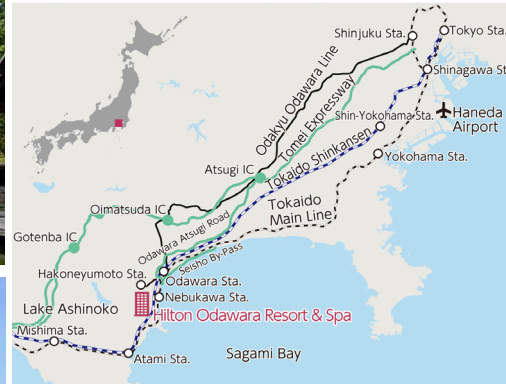 Shinjuku Sta.
Tokyo Sta.
Shinagawa St
Odakyu Odawara Line
Tomei Expressway
Shin-Yokohama Sta.
Haneda
Airport
Tokaido Shinkansen
Yokohama Sta.
Atsugi IC
Tokaido
Main Line
Oimatsuda IC
Odawara Atsugi Road
Gotenba IC
Seisho By-Pass
Hakoneyumoto Sta.
Odawara Sta.
Nebukawa Sta.
Lake Ashinoko
Hilton Odawara Resort & Spa
Mishima Sta.
Atami Sta.
Sagami Bay